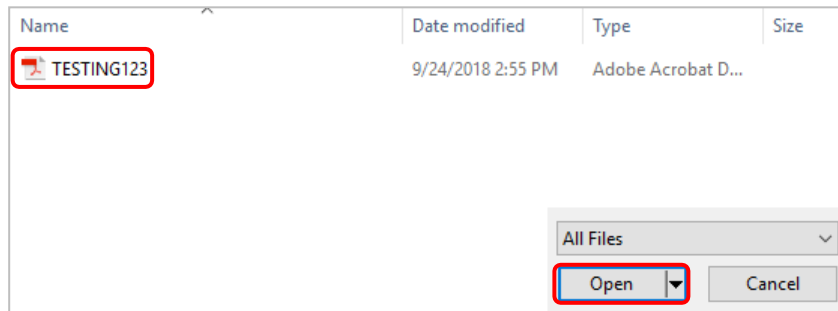 Name Date modified Type Size
TESTING123 9/24/2018 2:55 PM Adobe Acrobat D...
All Files
Open Cancel